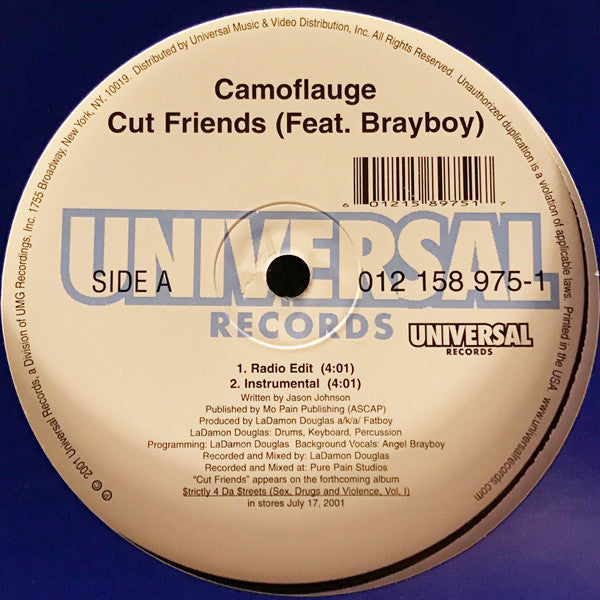 Camoflauge
Cut Friends (Feat. Brayboy)
6 01215 89751 7
UNIVERSAL
RECORDS
SIDE A
012 158 975-1
UNIVERSAL
RECORDS
1. Radio Edit (4:01)
2. Instrumental (4:01)
Written by Jason Johnson
Published by Mo Pain Publishing (ASCAP)
Produced by LaDamon Douglas a/k/a/ Fatboy
LaDamon Douglas: Drums, Keyboard, Percussion
Programming: LaDamon Douglas Background Vocals: Angel Brayboy
Recorded and Mixed by: LaDamon Douglas
Recorded and Mixed at: Pure Pain Studios
"Cut Friends" appears on the forthcoming album
$trictly 4 Da $treets (Sex, Drugs and Violence, Vol. I)
in stores July 17, 2001
℗ © 2001 Universal Records, a Division of UMG Recordings, Inc. 1755 Broadway, New York, NY, 10019. Distributed by Universal Music & Video Distribution, Inc. All Rights Reserved. Unauthorized duplication is a violation of applicable laws. Printed in the USA. www.universalrecords.com